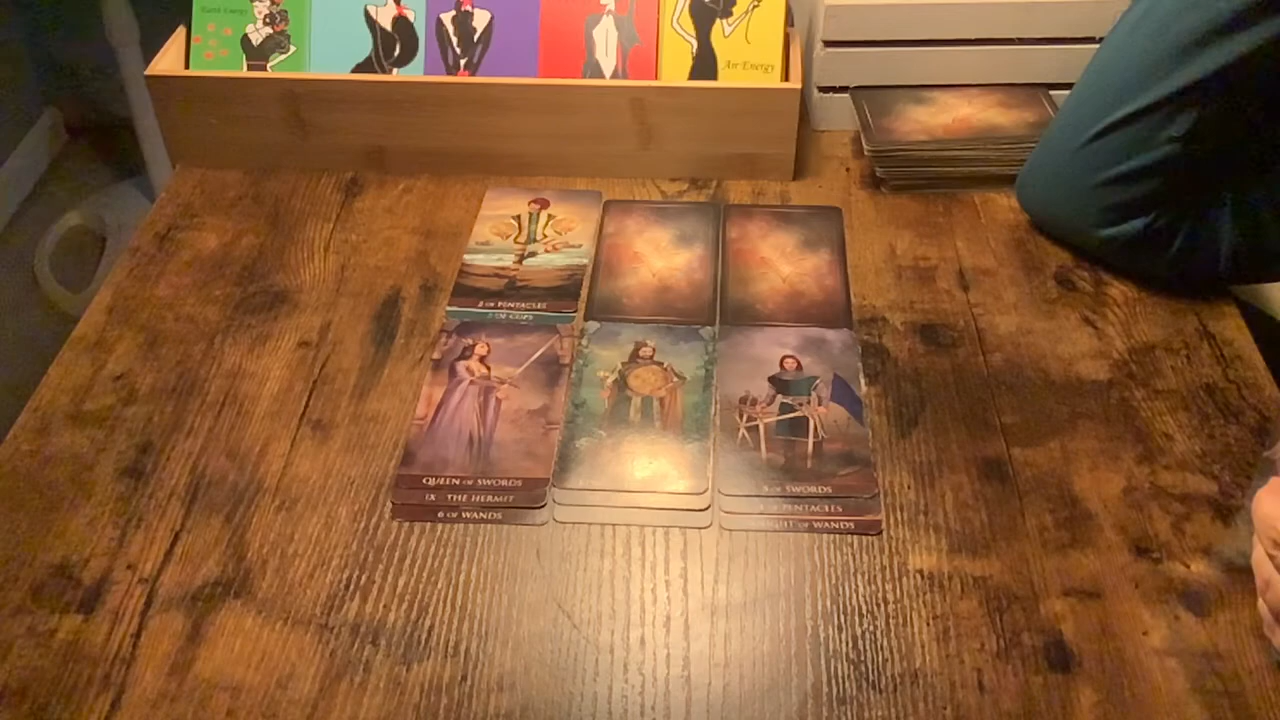 Earth Energy
Air Energy
2 OF PENTACLES
OF CUPS
QUEEN OF SWORDS
IX - THE HERMIT
6 OF WANDS
OF SWORDS
OF PENTACLES
KNIGHT OF WANDS